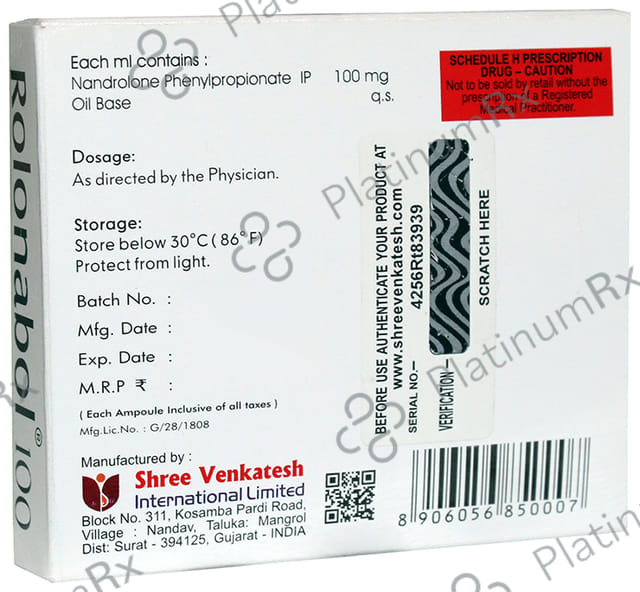 Rolonabol® 100
Each ml contains :
Nandrolone Phenylpropionate IP 100 mg
Oil Base q.s.
SCHEDULE H PRESCRIPTION
DRUG – CAUTION
Not to be sold by retail without the
prescription of a Registered
Medical Practitioner.
Dosage:
As directed by the Physician.
Storage:
Store below 30°C ( 86° F)
Protect from light.
Batch No. :
Mfg. Date :
Exp. Date :
M.R.P ₹ :
( Each Ampoule Inclusive of all taxes )
Mfg.Lic.No. : G/28/1808
Manufactured by :
Shree Venkatesh
International Limited
Block No. 311, Kosamba Pardi Road,
Village : Nandav, Taluka: Mangrol
Dist: Surat - 394125, Gujarat - INDIA
BEFORE USE AUTHENTICATE YOUR PRODUCT AT
www.shreevenkatesh.com
SERIAL NO.– 4256Rt83939
VERIFICATION –
SCRATCH HERE
8 906056 850007
PlatinumRx
PlatinumRx
PlatinumRx
PlatinumRx
PlatinumRx
PlatinumRx